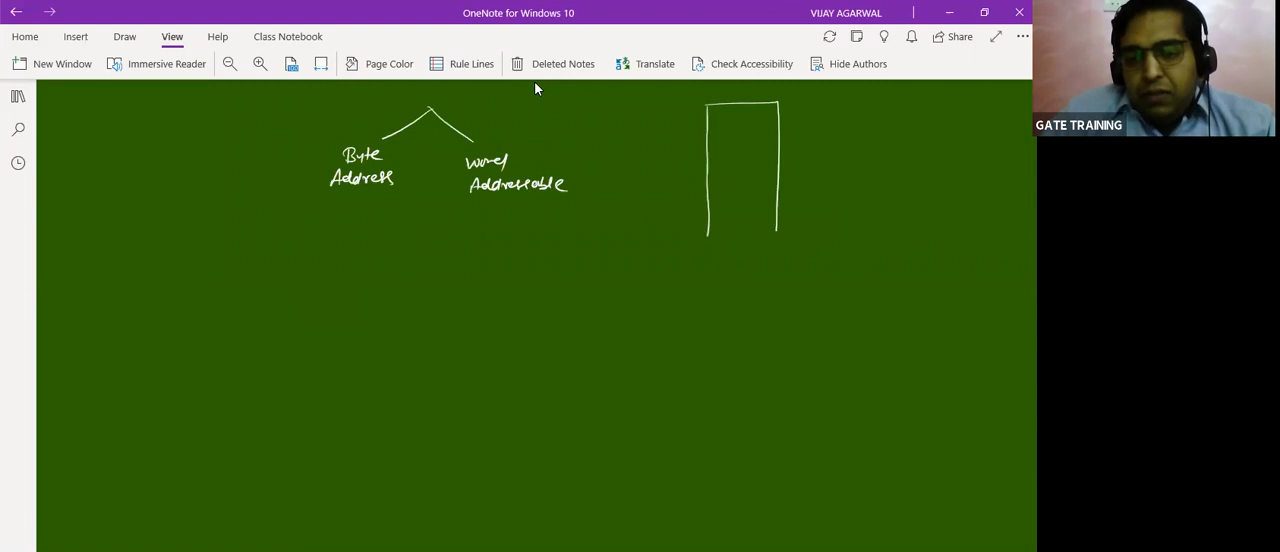 OneNote for Windows 10
VIJAY AGARWAL
Home Insert Draw View Help Class Notebook
Share
New Window Immersive Reader Page Color Rule Lines Deleted Notes Translate Check Accessibility Hide Authors
GATE TRAINING
Byte
Address
Word
Addressable